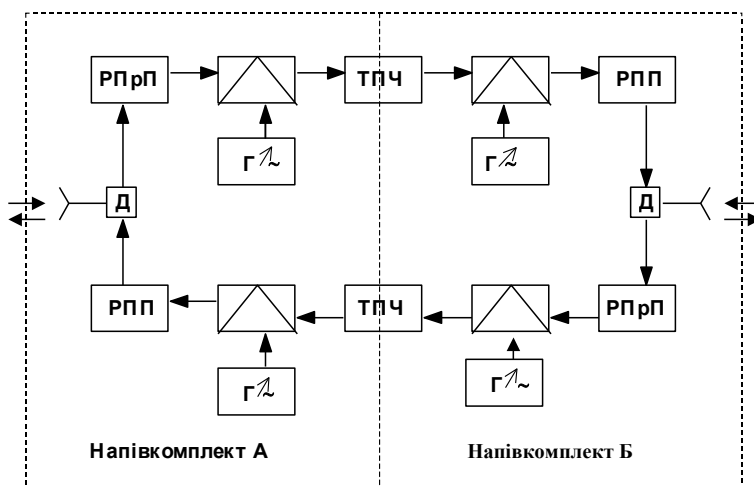 РПрП ТПЧ РПП
Г ~ Г ~
Д Д
РПП ТПЧ РПрП
Г ~ Г ~
Напівкомплект А Напівкомплект Б